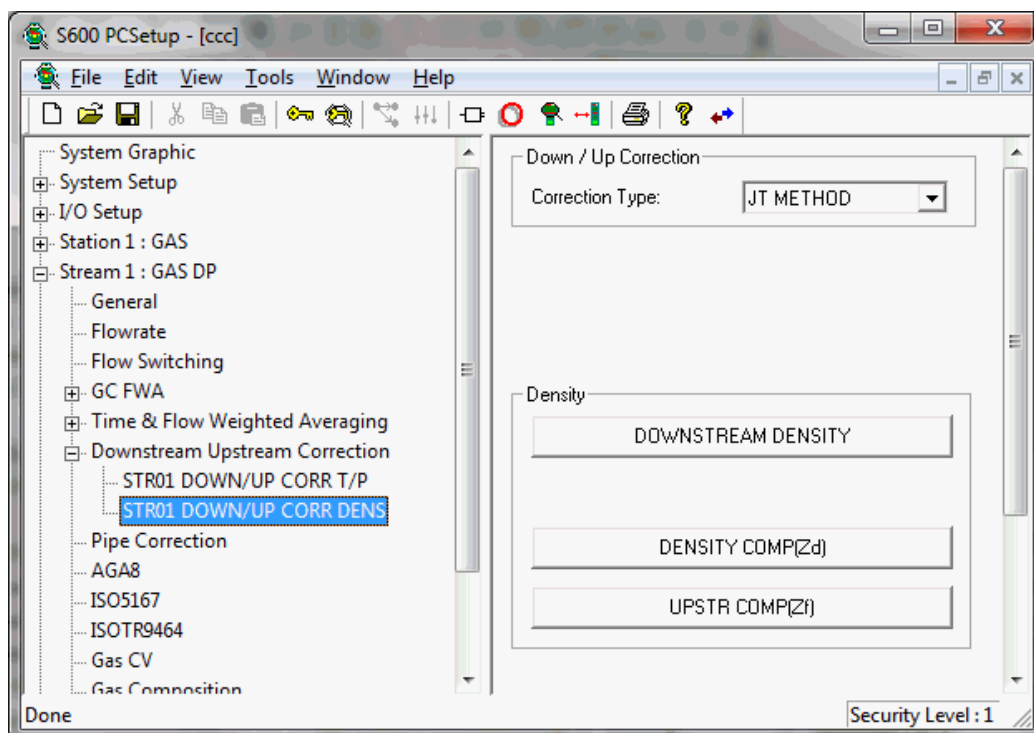 S600 PCSetup - [ccc]
File Edit View Tools Window Help
System Graphic
System Setup
I/O Setup
Station 1 : GAS
Stream 1 : GAS DP
General
Flowrate
Flow Switching
GC FWA
Time & Flow Weighted Averaging
Downstream Upstream Correction
STR01 DOWN/UP CORR T/P
STR01 DOWN/UP CORR DENS
Pipe Correction
AGA8
ISO5167
ISOTR9464
Gas CV
Gas Composition
Down / Up Correction
Correction Type: JT METHOD
Density
DOWNSTREAM DENSITY
DENSITY COMP(Zd)
UPSTR COMP(Zf)
Done Security Level : 1